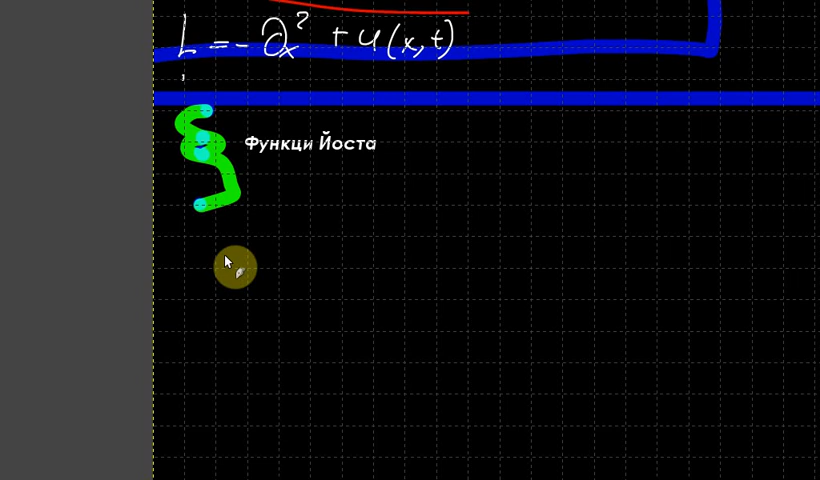 L = - ∂ₓ² + u(x,t)
§ Функци Йоста